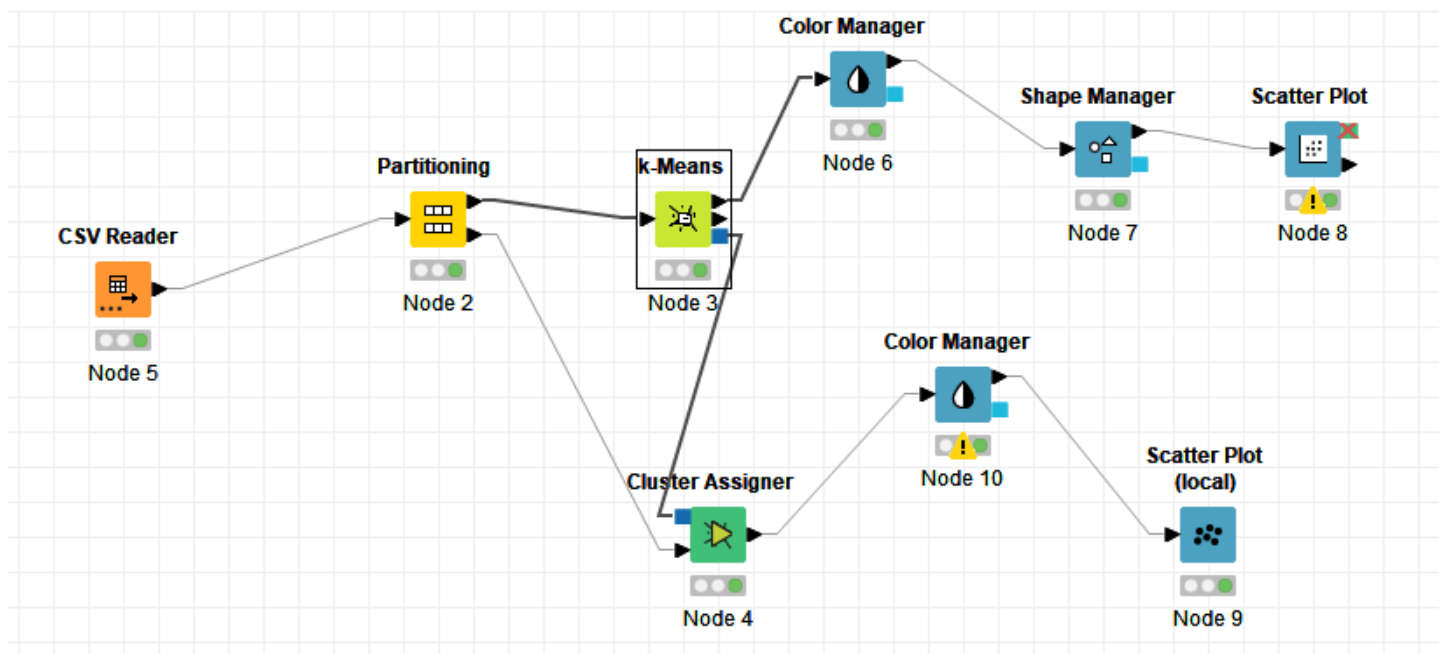 Color Manager
Node 6
Shape Manager
Node 7
Scatter Plot
Node 8
Partitioning
Node 2
k-Means
Node 3
CSV Reader
Node 5
Color Manager
Node 10
Scatter Plot
(local)
Node 9
Cluster Assigner
Node 4